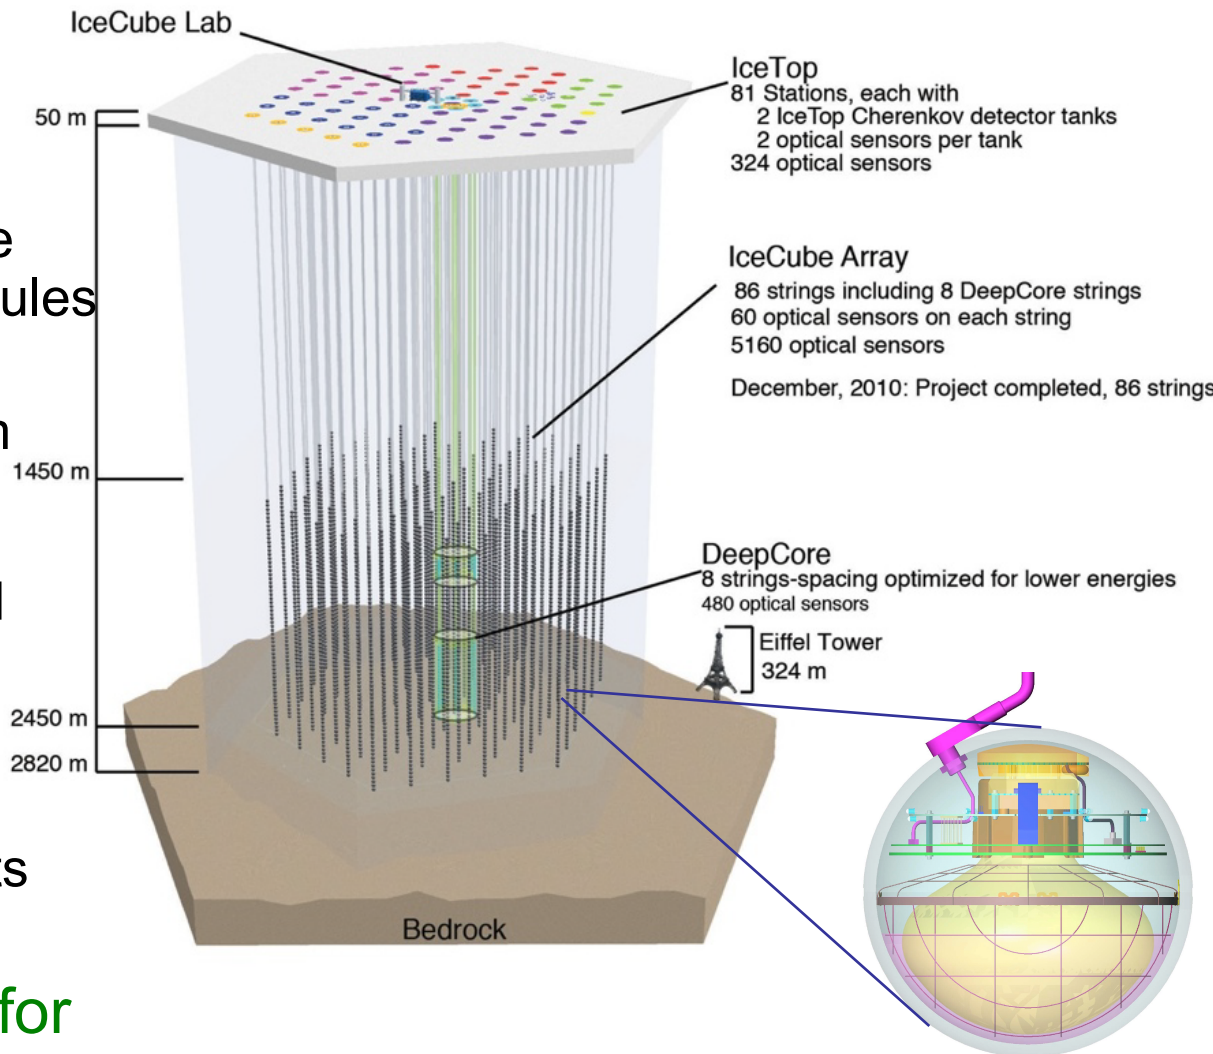 IceCube Lab
IceTop
81 Stations, each with
2 IceTop Cherenkov detector tanks
2 optical sensors per tank
324 optical sensors
50 m
e
ules
IceCube Array
86 strings including 8 DeepCore strings
60 optical sensors on each string
5160 optical sensors
December, 2010: Project completed, 86 strings
n
1450 m
DeepCore
8 strings-spacing optimized for lower energies
480 optical sensors
Eiffel Tower
324 m
2450 m
2820 m
ts
Bedrock
for